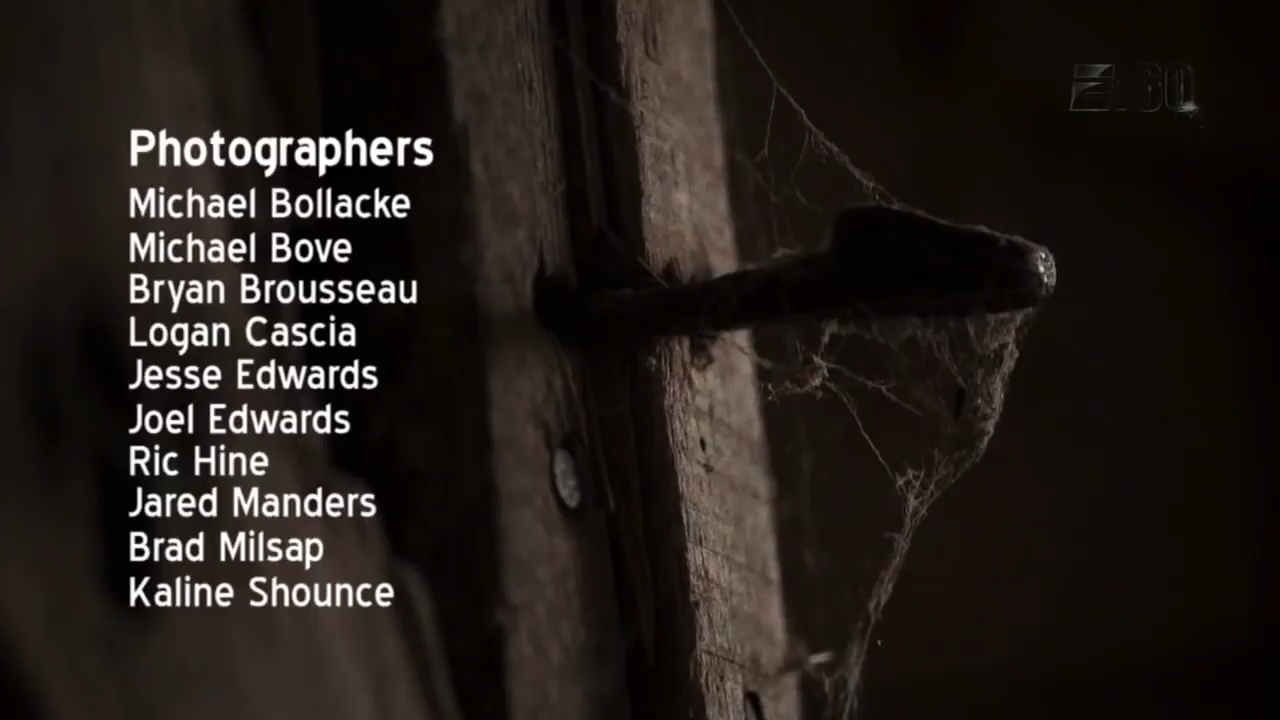 Photographers
Michael Bollacke
Michael Bove
Bryan Brousseau
Logan Cascia
Jesse Edwards
Joel Edwards
Ric Hine
Jared Manders
Brad Milsap
Kaline Shounce